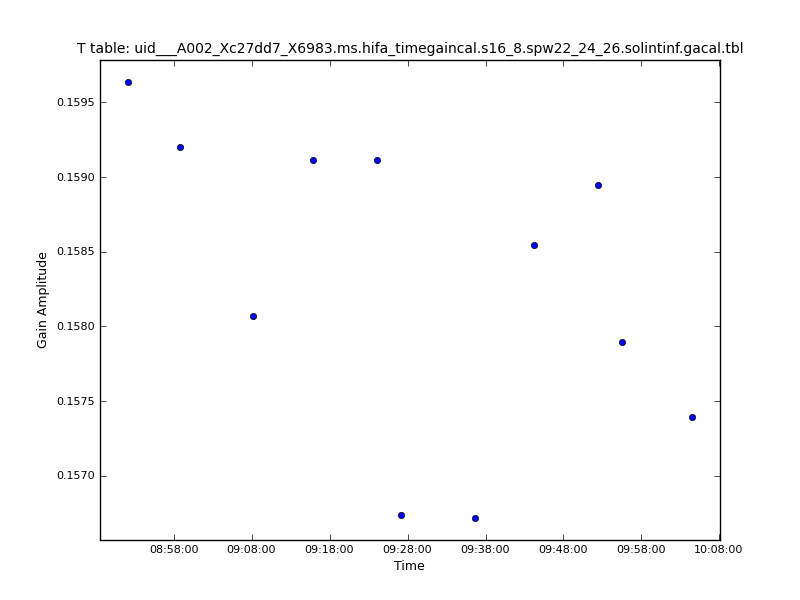 T table: uid___A002_Xc27dd7_X6983.ms.hifa_timegaincal.s16_8.spw22_24_26.solintinf.gacal.tbl
Gain Amplitude
0.1595
0.1590
0.1585
0.1580
0.1575
0.1570
08:58:00 09:08:00 09:18:00 09:28:00 09:38:00 09:48:00 09:58:00 10:08:00
Time